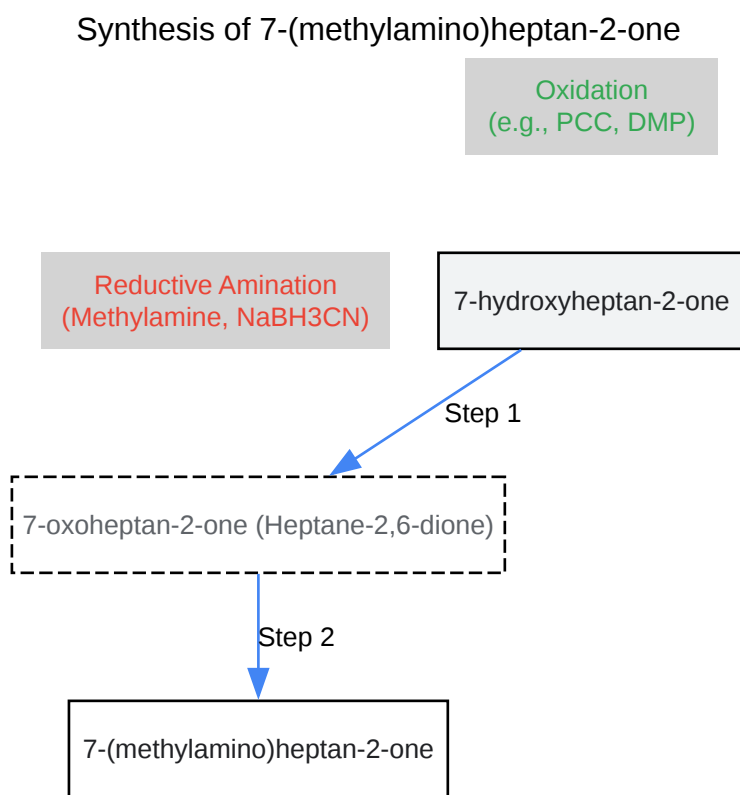 Synthesis of 7-(methylamino)heptan-2-one
Oxidation
(e.g., PCC, DMP)
Reductive Amination
(Methylamine, NaBH3CN)
7-hydroxyheptan-2-one
Step 1
7-oxoheptan-2-one (Heptane-2,6-dione)
Step 2
7-(methylamino)heptan-2-one